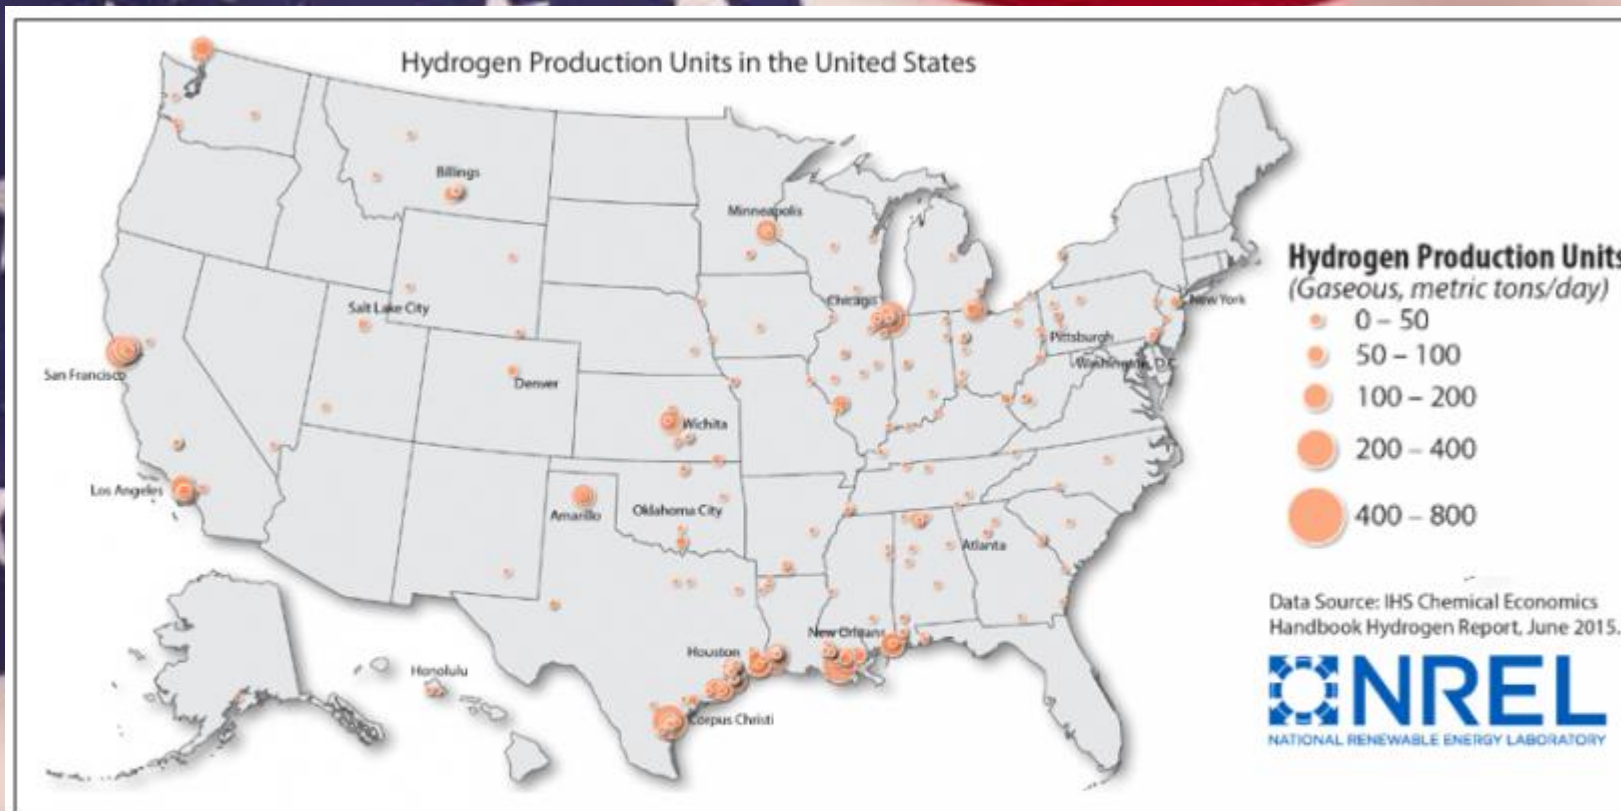 Hydrogen Production Units in the United States
Billings
Minneapolis
Chicago
Salt Lake City
New York
Pittsburgh
Washington, D.C.
San Francisco
Denver
Wichita
Los Angeles
Amarillo
Oklahoma City
Atlanta
New Orleans
Houston
Honolulu
Corpus Christi
Hydrogen Production Units
(Gaseous, metric tons/day)
0 – 50
50 – 100
100 – 200
200 – 400
400 – 800
Data Source: IHS Chemical Economics
Handbook Hydrogen Report, June 2015.
NREL
NATIONAL RENEWABLE ENERGY LABORATORY